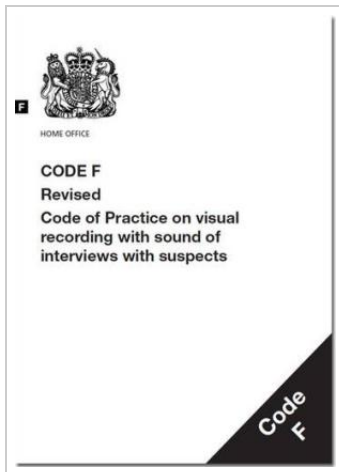 F
HOME OFFICE
CODE F
Revised
Code of Practice on visual
recording with sound of
interviews with suspects
Code
F